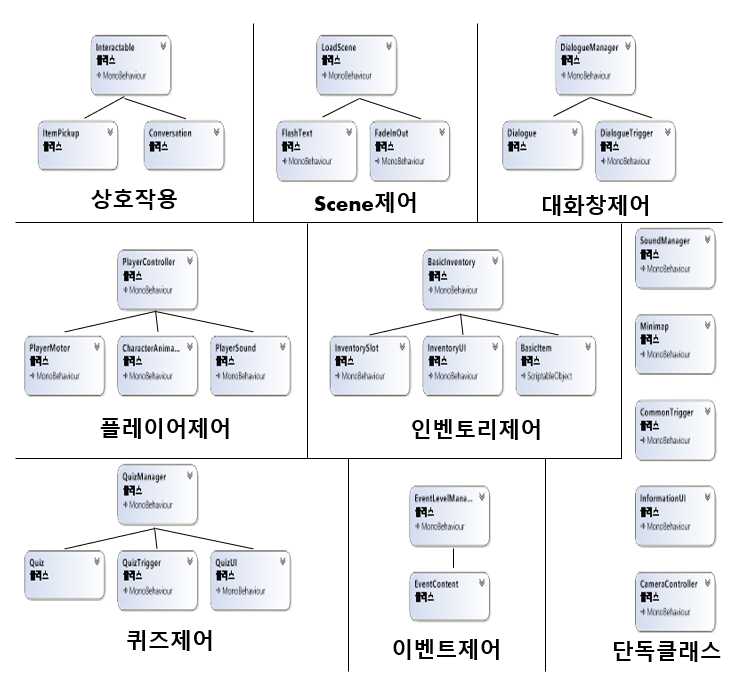 Interactable
클래스
MonoBehaviour
ItemPickup
클래스
Conversation
클래스
상호작용
LoadScene
클래스
MonoBehaviour
FlashText
클래스
MonoBehaviour
FadeInOut
클래스
MonoBehaviour
Scene제어
DialogueManager
클래스
MonoBehaviour
Dialogue
클래스
DialogueTrigger
클래스
MonoBehaviour
대화창제어
PlayerController
클래스
MonoBehaviour
PlayerMotor
클래스
MonoBehaviour
CharacterAnima...
클래스
MonoBehaviour
PlayerSound
클래스
MonoBehaviour
플레이어제어
BasicInventory
클래스
MonoBehaviour
InventorySlot
클래스
MonoBehaviour
InventoryUI
클래스
MonoBehaviour
BasicItem
클래스
ScriptableObject
인벤토리제어
QuizManager
클래스
MonoBehaviour
Quiz
클래스
QuizTrigger
클래스
MonoBehaviour
QuizUI
클래스
MonoBehaviour
퀴즈제어
EventLevelMana...
클래스
MonoBehaviour
EventContent
클래스
이벤트제어
SoundManager
클래스
MonoBehaviour
Minimap
클래스
MonoBehaviour
CommonTrigger
클래스
MonoBehaviour
InformationUI
클래스
MonoBehaviour
CameraController
클래스
MonoBehaviour
단독클래스